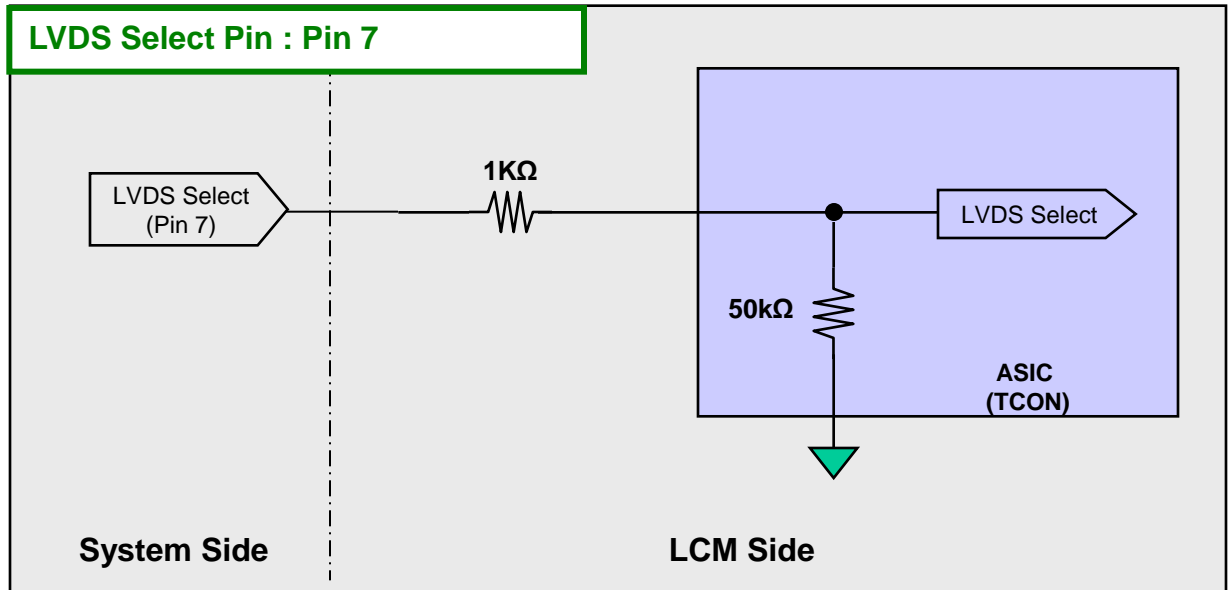 LVDS Select Pin : Pin 7
1KΩ
LVDS Select
(Pin 7)
LVDS Select
50kΩ
ASIC
(TCON)
System Side
LCM Side